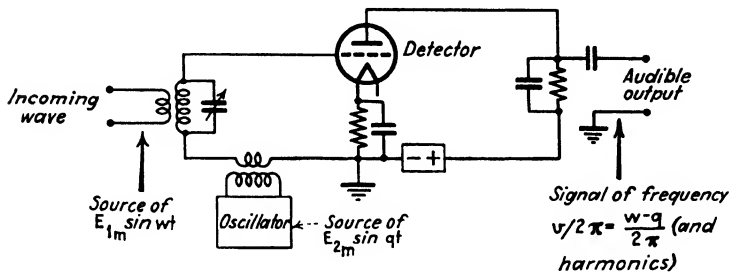 Detector
Incoming
wave
Audible
output
Source of
E₁ₘ sin wt
Oscillator
Source of
E₂ₘ sin qt
- +
Signal of frequency
v/2π = w-q/2π (and
harmonics)